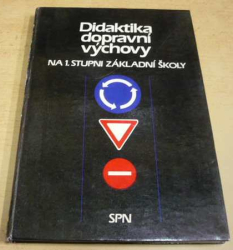 Didaktika
dopravní
výchovy
NA 1. STUPNI ZÁKLADNÍ ŠKOLY
SPN